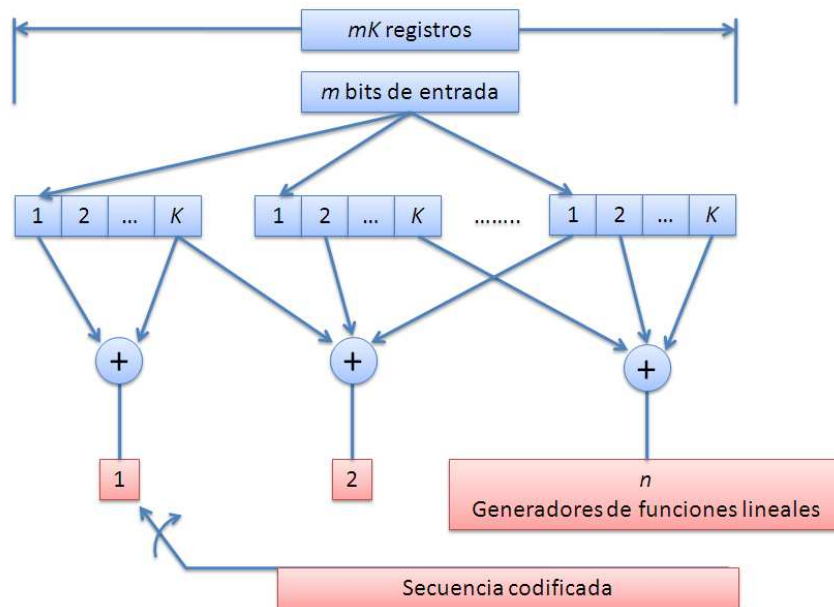 mK registros
m bits de entrada
1 2 ... K 1 2 ... K ........ 1 2 ... K
+ + +
1 2 n
Generadores de funciones lineales
Secuencia codificada